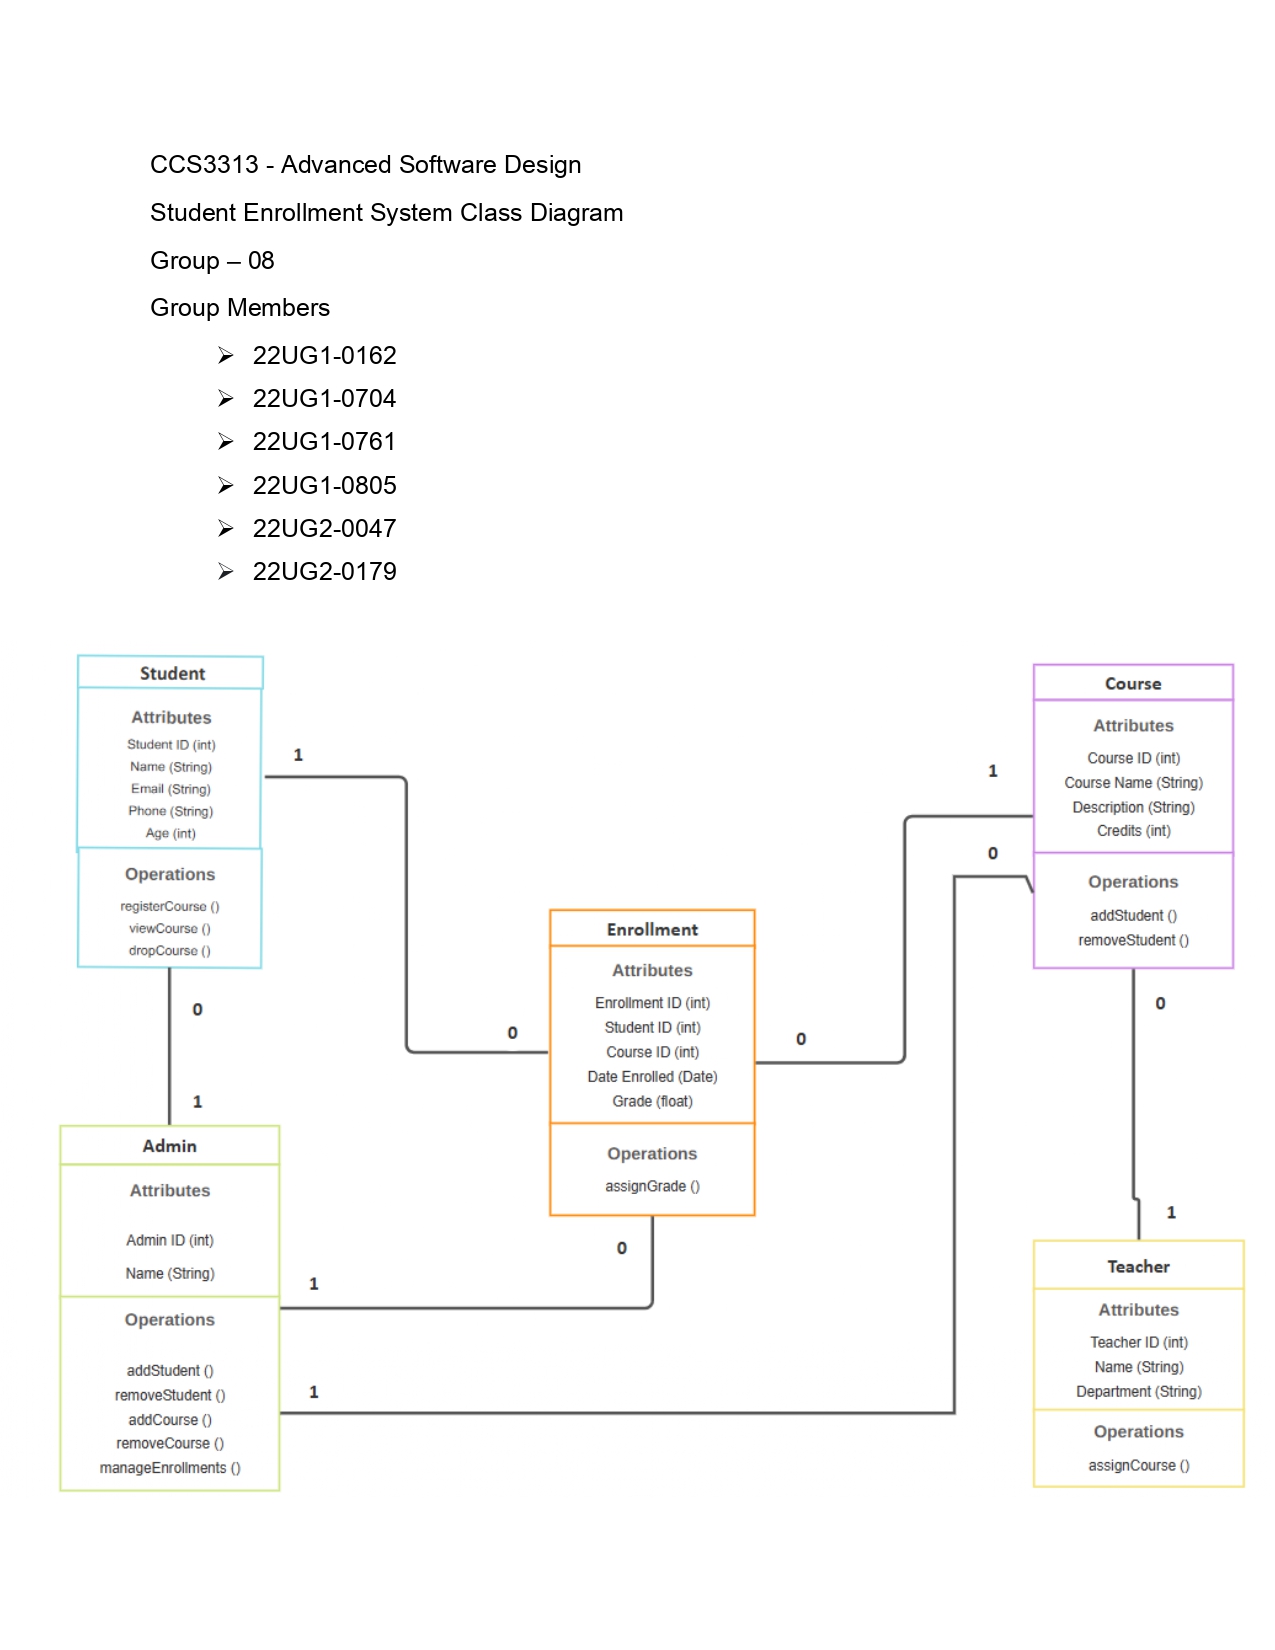 CCS3313 - Advanced Software Design
Student Enrollment System Class Diagram
Group – 08
Group Members
➢ 22UG1-0162
➢ 22UG1-0704
➢ 22UG1-0761
➢ 22UG1-0805
➢ 22UG2-0047
➢ 22UG2-0179
Student
Attributes
Student ID (int)
Name (String)
Email (String)
Phone (String)
Age (int)
Operations
registerCourse ()
viewCourse ()
dropCourse ()
1
0
0
1
Enrollment
Attributes
Enrollment ID (int)
Student ID (int)
Course ID (int)
Date Enrolled (Date)
Grade (float)
Operations
assignGrade ()
0
0
1
0
Course
Attributes
Course ID (int)
Course Name (String)
Description (String)
Credits (int)
Operations
addStudent ()
removeStudent ()
0
1
Admin
Attributes
Admin ID (int)
Name (String)
Operations
addStudent ()
removeStudent ()
addCourse ()
removeCourse ()
manageEnrollments ()
1
1
Teacher
Attributes
Teacher ID (int)
Name (String)
Department (String)
Operations
assignCourse ()